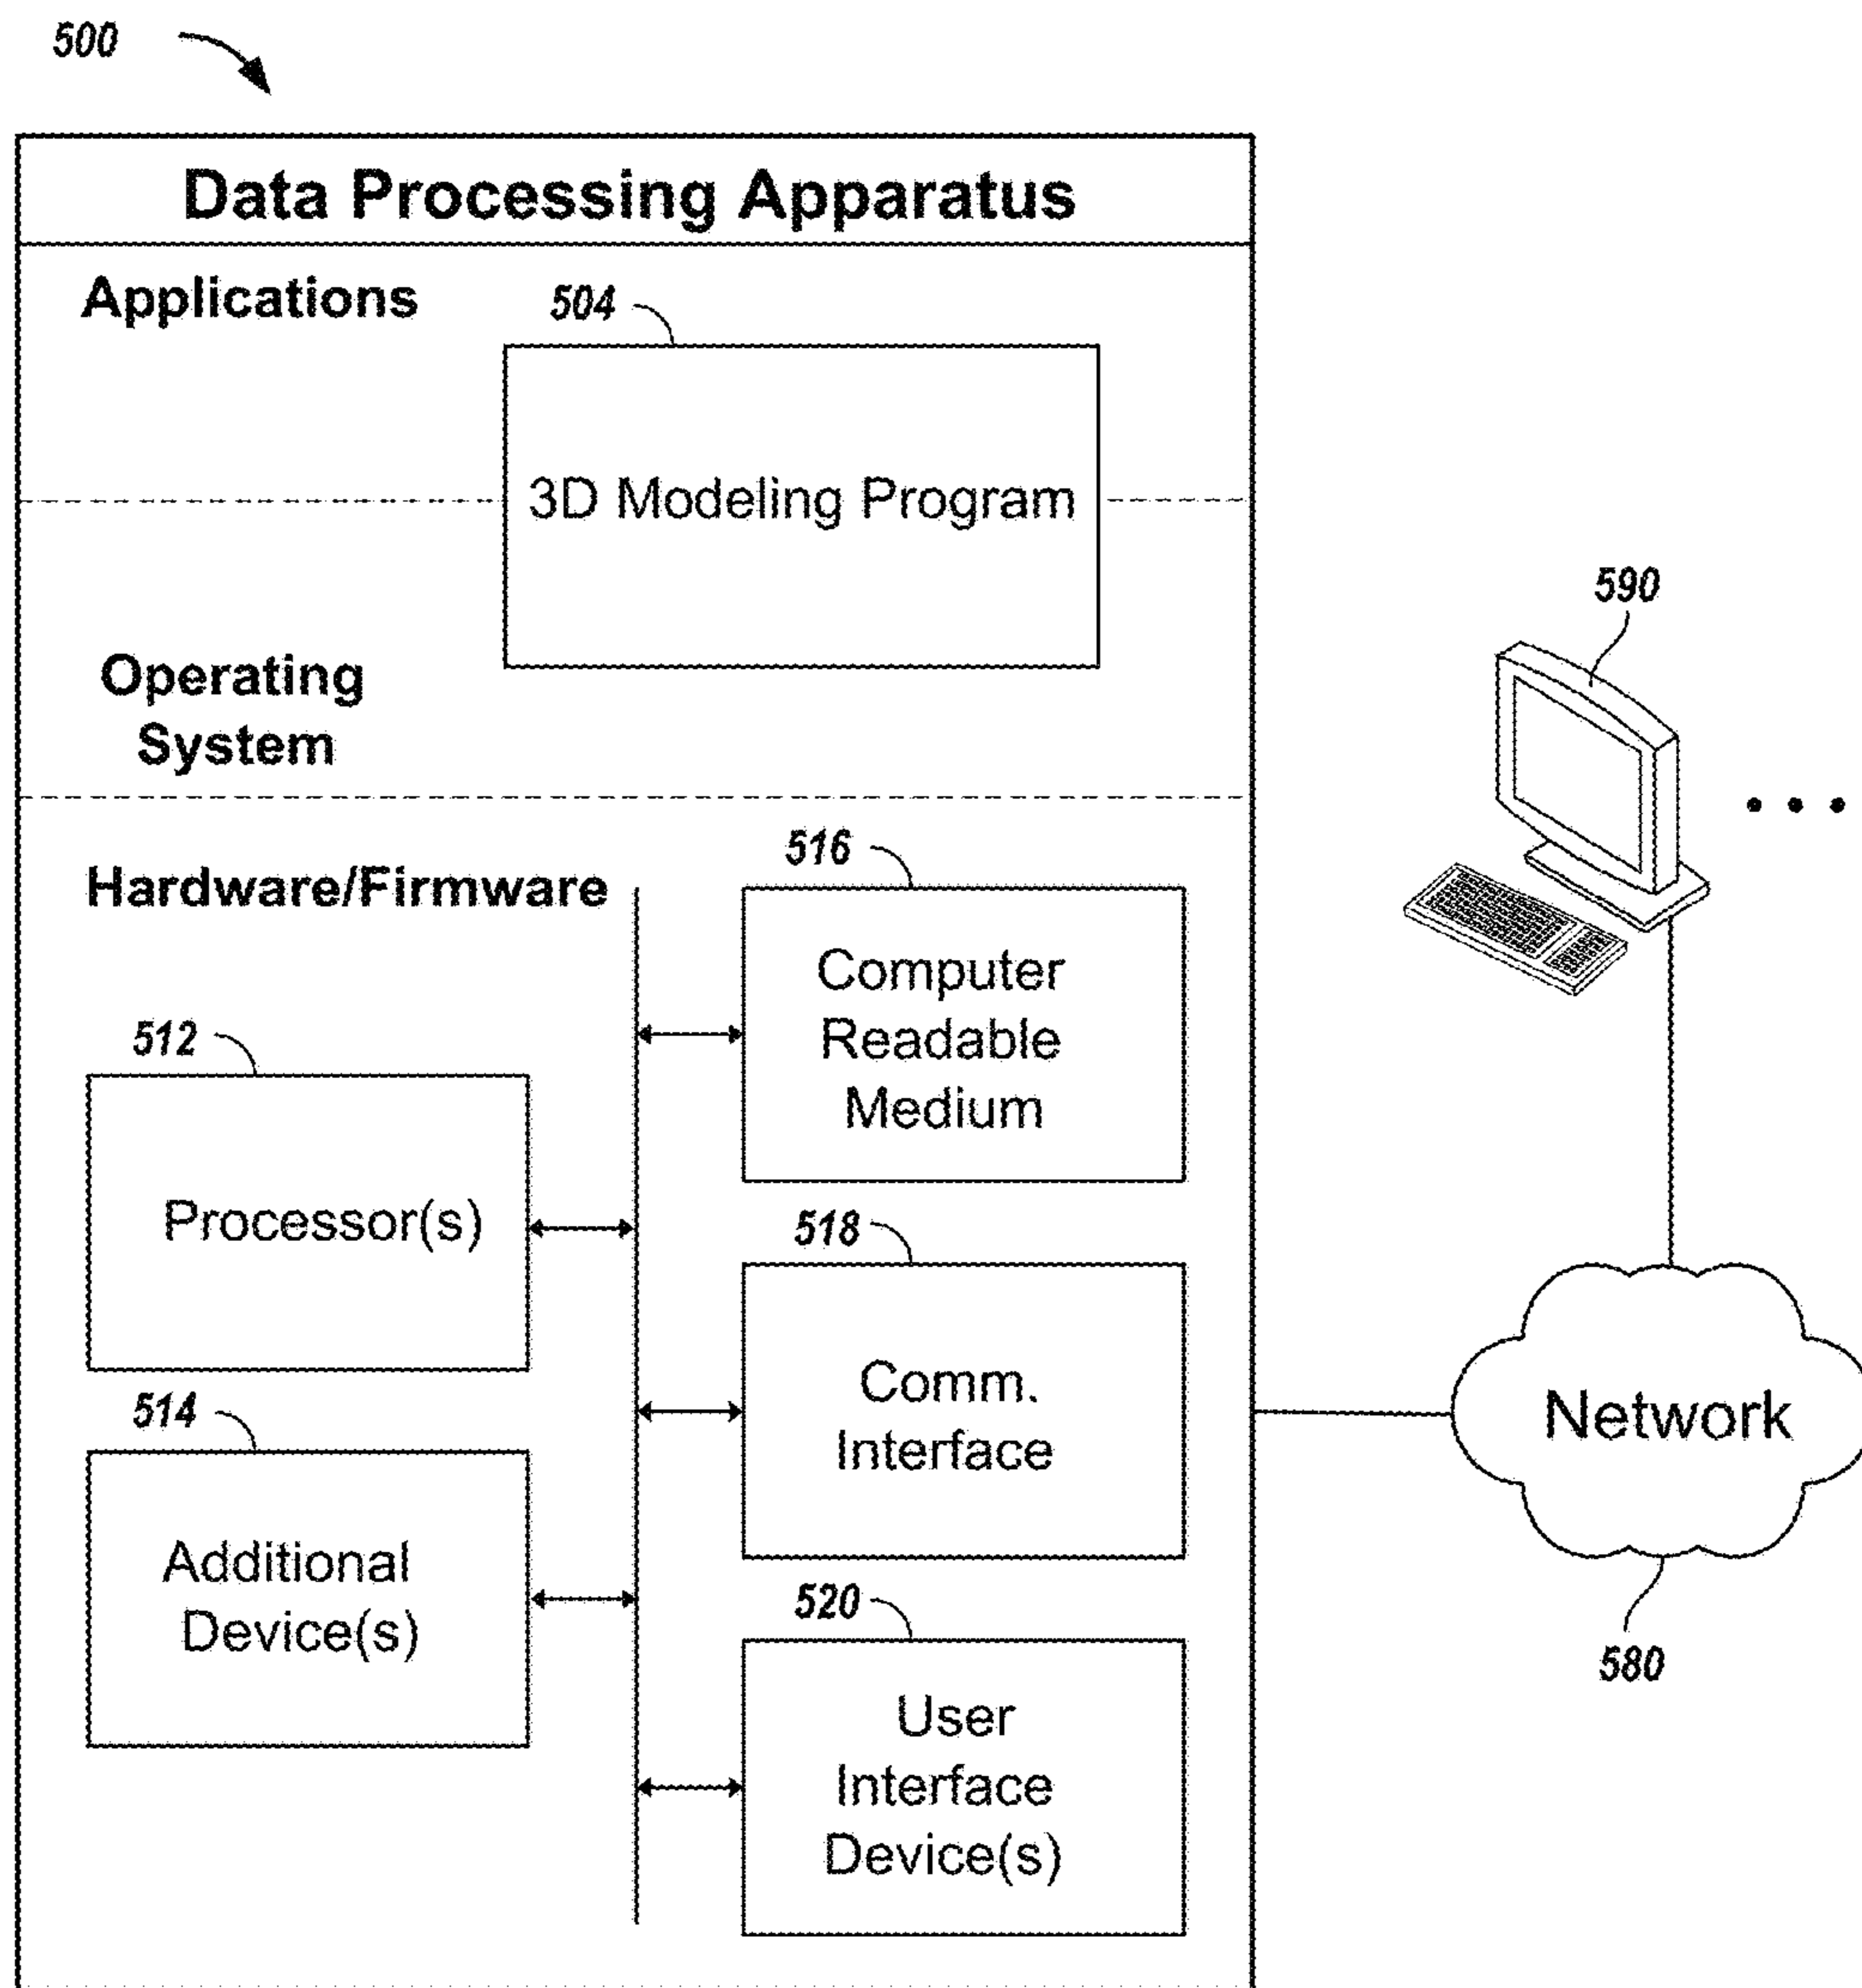 500
Data Processing Apparatus
Applications
504
3D Modeling Program
Operating
System
590
Hardware/Firmware
516
Computer
Readable
Medium
512
Processor(s)
518
Comm.
Interface
Network
514
Additional
Device(s)
520
User
Interface
Device(s)
580